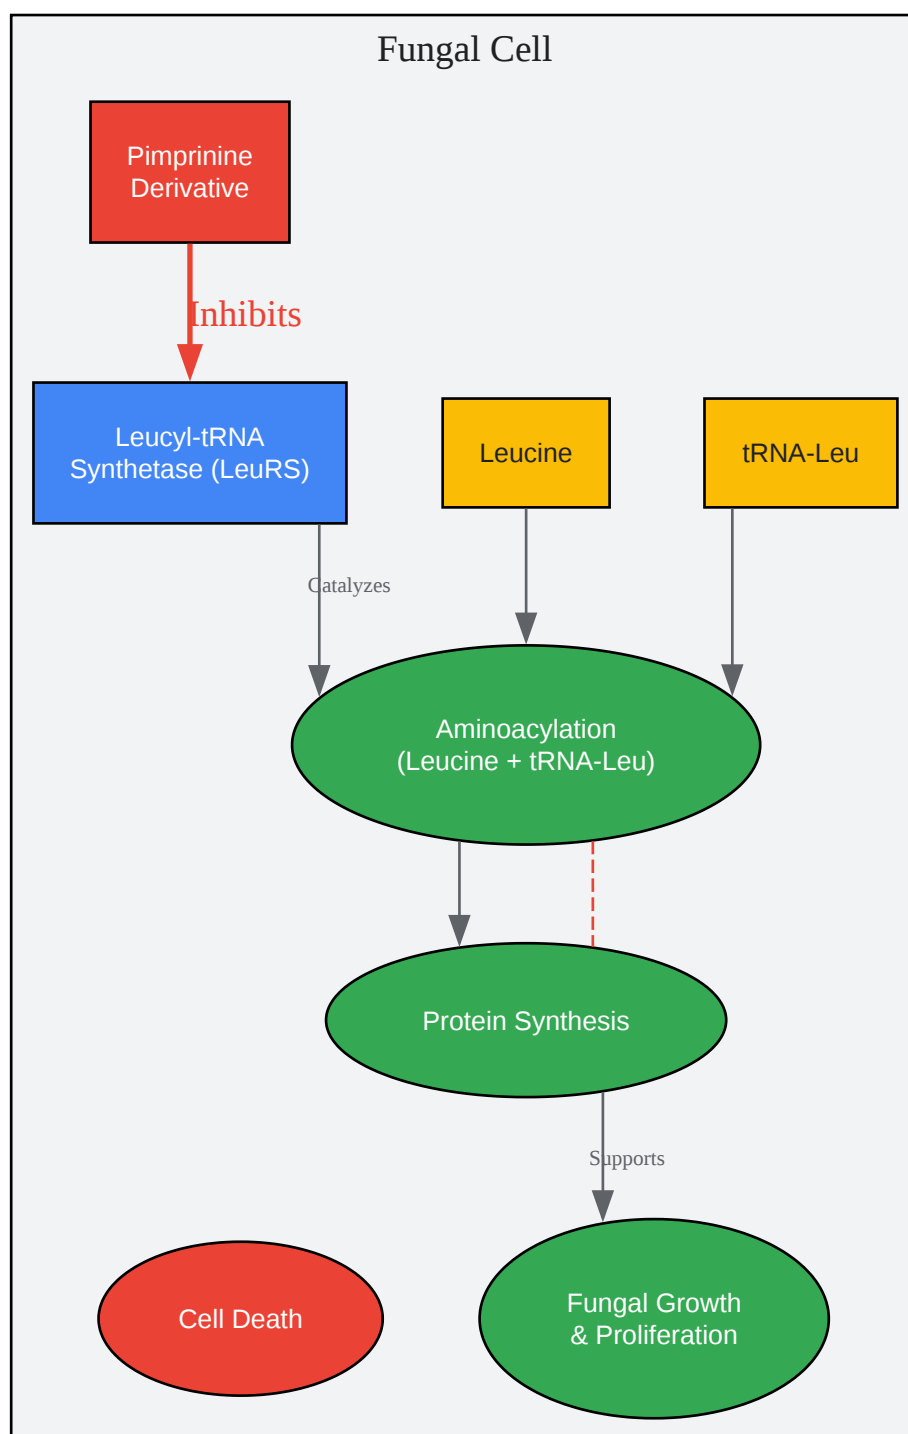 Fungal Cell
Pimprinine
Derivative
Inhibits
Leucyl-tRNA
Synthetase (LeuRS)
Leucine
tRNA-Leu
Catalyzes
Aminoacylation
(Leucine + tRNA-Leu)
Protein Synthesis
Supports
Cell Death
Fungal Growth
& Proliferation